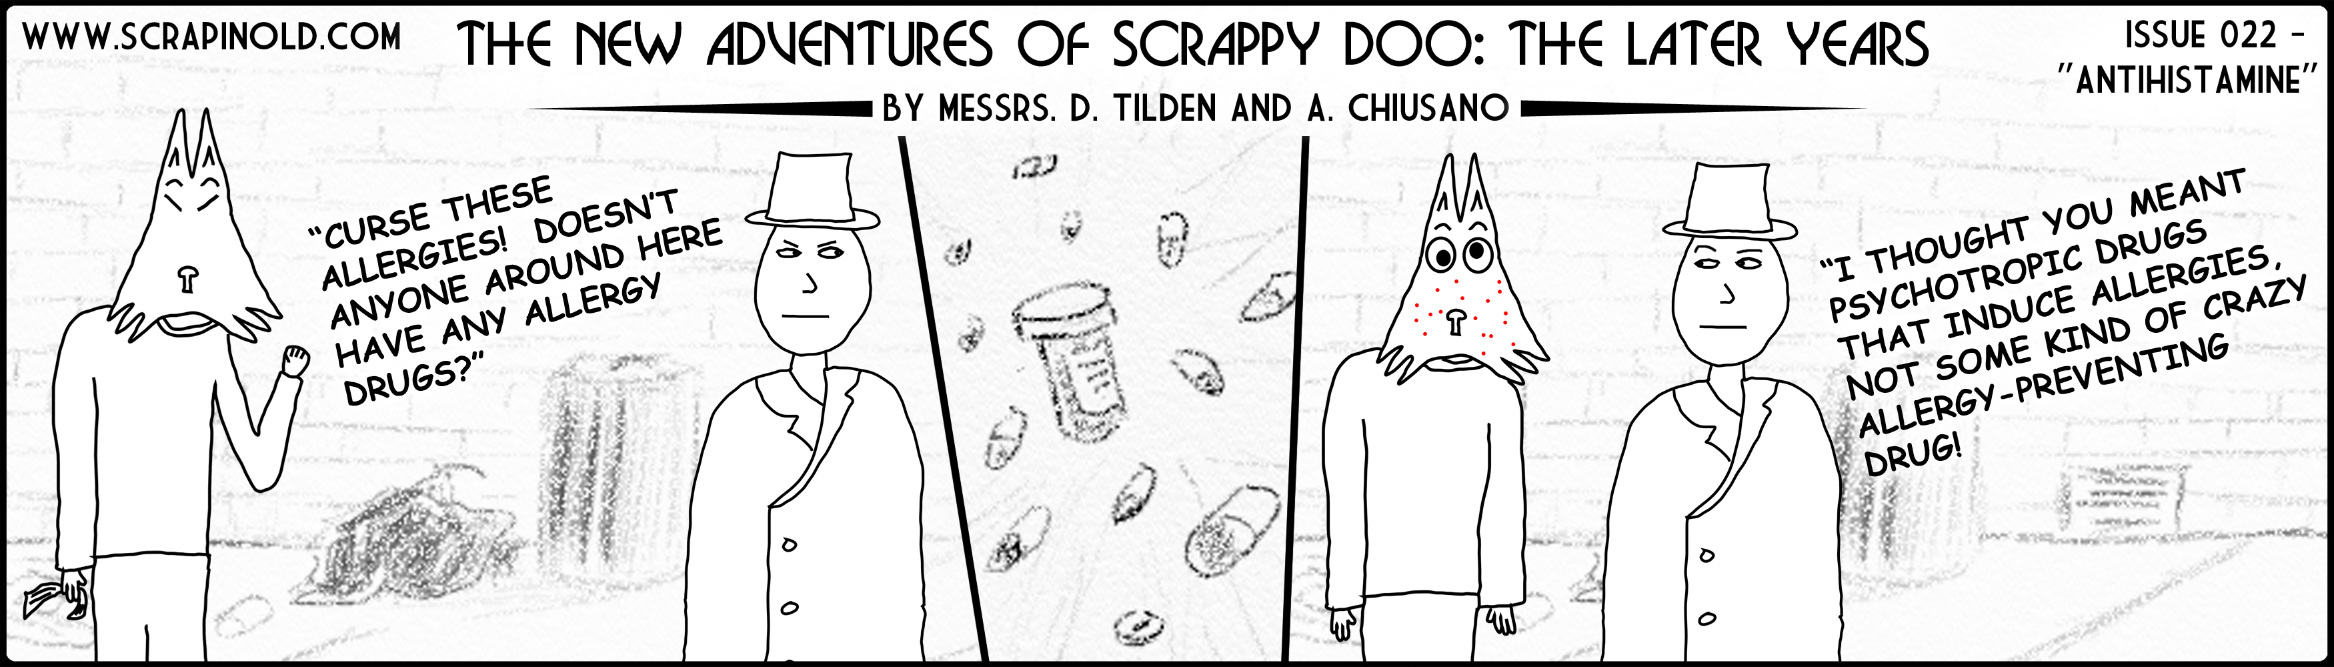 WWW.SCRAPINOLD.COM
THE NEW ADVENTURES OF SCRAPPY DOO: THE LATER YEARS
ISSUE 022 -
"ANTIHISTAMINE"
BY MESSRS. D. TILDEN AND A. CHIUSANO
"CURSE THESE
ALLERGIES! DOESN'T
ANYONE AROUND HERE
HAVE ANY ALLERGY
DRUGS?"
"I THOUGHT YOU MEANT
PSYCHOTROPIC DRUGS
THAT INDUCE ALLERGIES,
NOT SOME KIND OF CRAZY
ALLERGY-PREVENTING
DRUG!